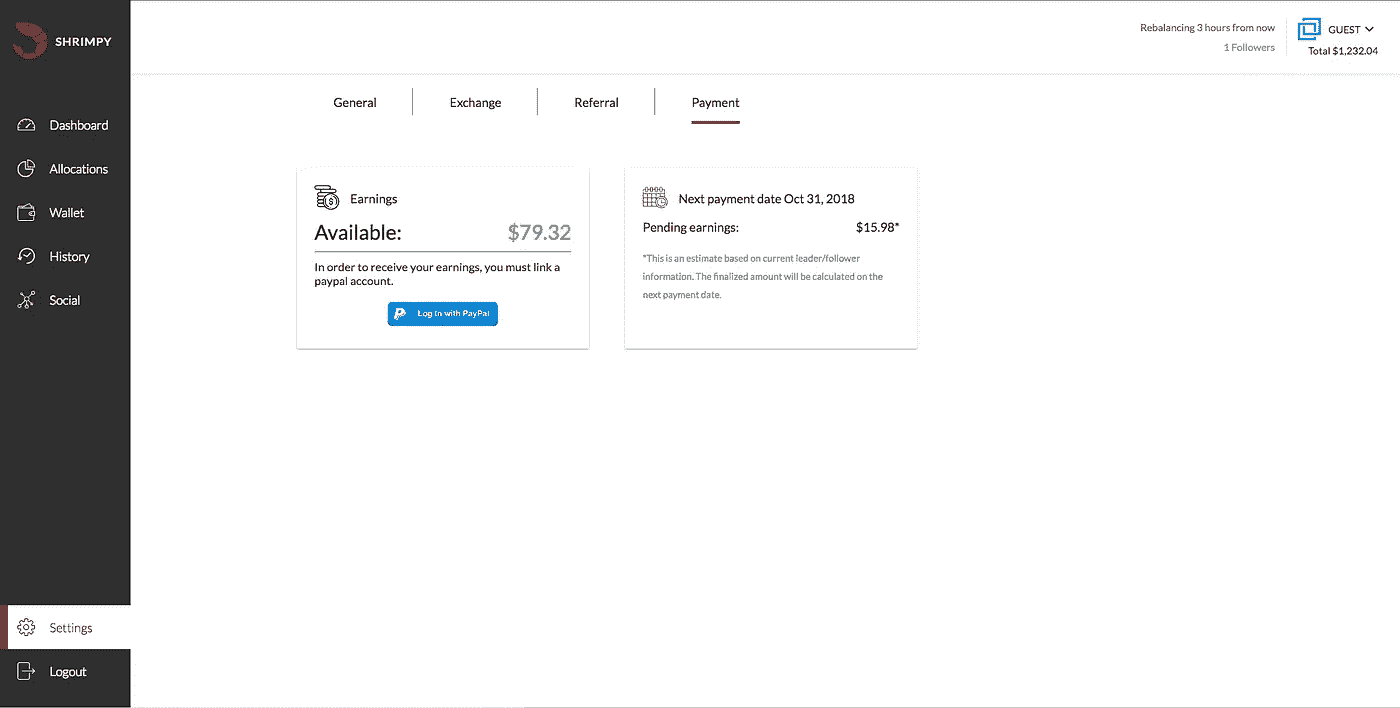 SHRIMPY
Rebalancing 3 hours from now
1 Followers
GUEST
Total $1,232.04
Dashboard
Allocations
Wallet
History
Social
Settings
Logout
General
Exchange
Referral
Payment
Earnings
Available: $79.32
In order to receive your earnings, you must link a
paypal account.
Log In with PayPal
Next payment date Oct 31, 2018
Pending earnings: $15.98*
*This is an estimate based on current leader/follower
information. The finalized amount will be calculated on the
next payment date.